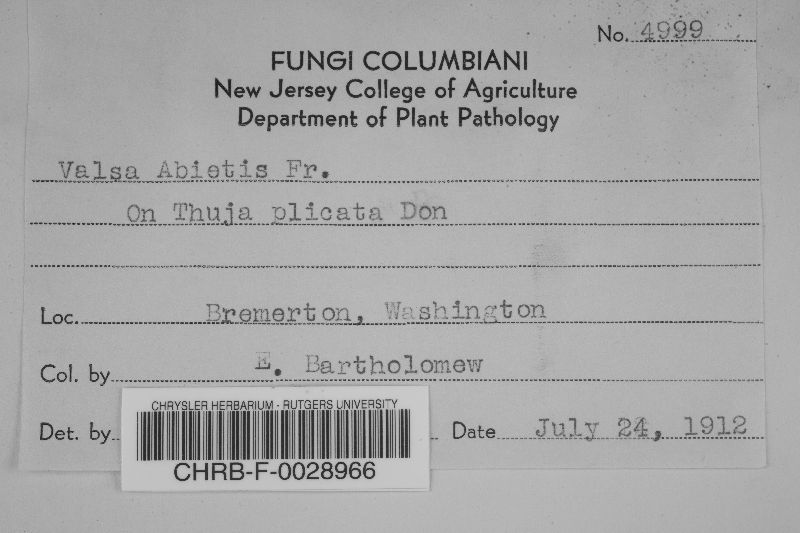 No. 4999
FUNGI COLUMBIANI
New Jersey College of Agriculture
Department of Plant Pathology
Valsa Abietis Fr.
On Thuja plicata Don
Loc. Bremerton, Washington
Col. by E. Bartholomew
Det. by Date July 24, 1912
CHRYSLER HERBARIUM - RUTGERS UNIVERSITY
CHRB-F-0028966